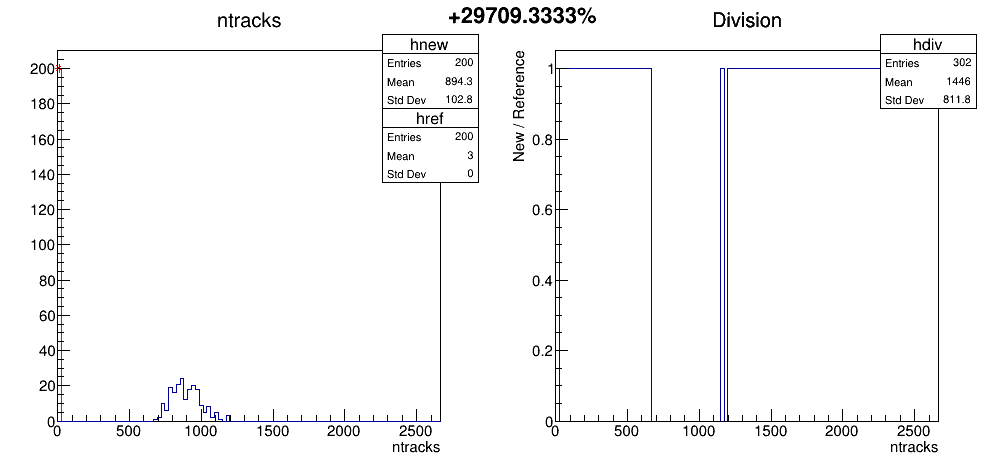 ntracks
+29709.3333%
Division
hnew
Entries 200
Mean 894.3
Std Dev 102.8
href
Entries 200
Mean 3
Std Dev 0
200
180
160
140
120
100
80
60
40
20
0
0 500 1000 1500 2000 2500
ntracks
hdiv
Entries 302
Mean 1446
Std Dev 811.8
New / Reference
1
0.8
0.6
0.4
0.2
0
0 500 1000 1500 2000 2500
ntracks